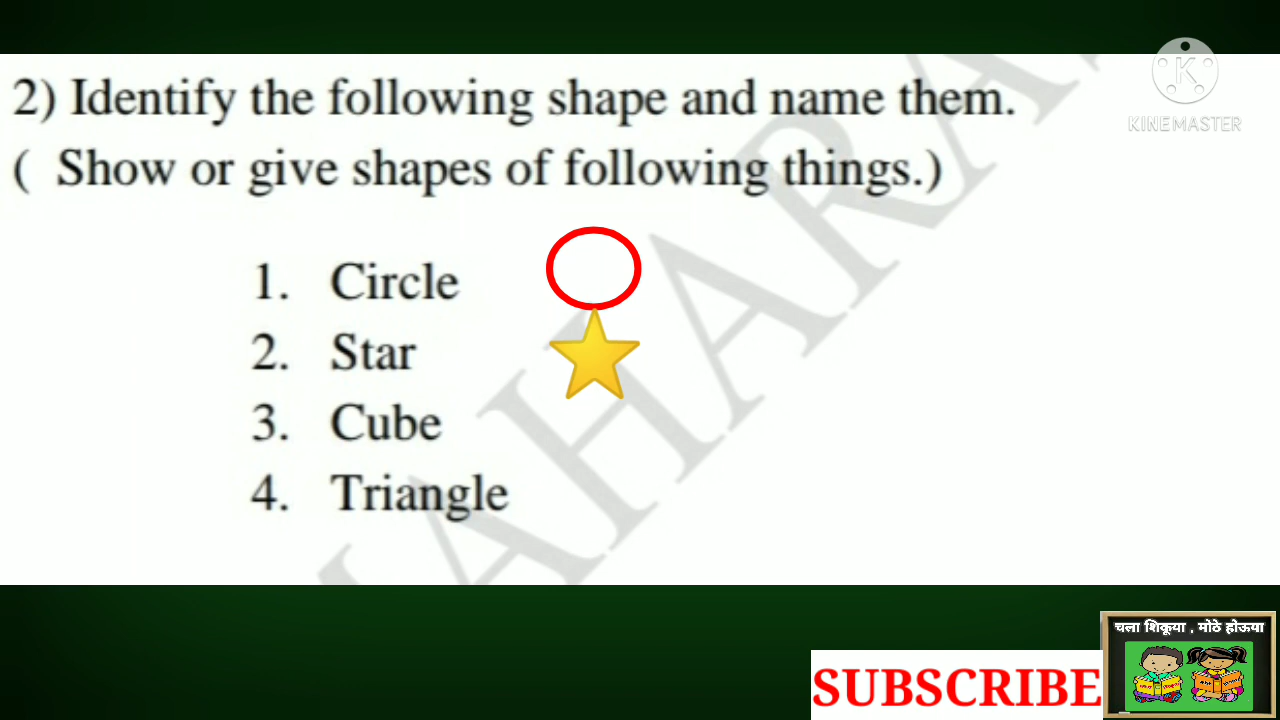 2) Identify the following shape and name them.
( Show or give shapes of following things.)
1. Circle
2. Star
3. Cube
4. Triangle
K
KINEMASTER
चला शिकूया , मोठे होऊया
SUBSCRIBE